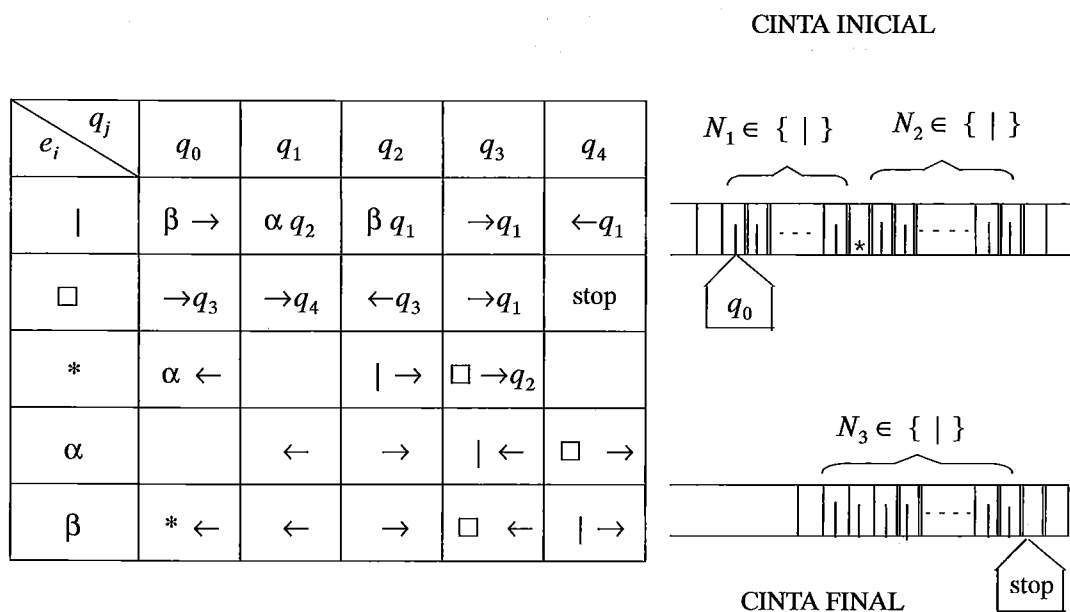 CINTA INICIAL
q_j
e_i
q_0 q_1 q_2 q_3 q_4
| β → α q_2 β q_1 → q_1 ← q_1
□ → q_3 → q_4 ← q_3 → q_1 stop
* α ← | → □ → q_2
α ← → | ← □ →
β * ← ← → □ ← | →
N_1 ∈ { | } N_2 ∈ { | }
*
q_0
N_3 ∈ { | }
stop
CINTA FINAL